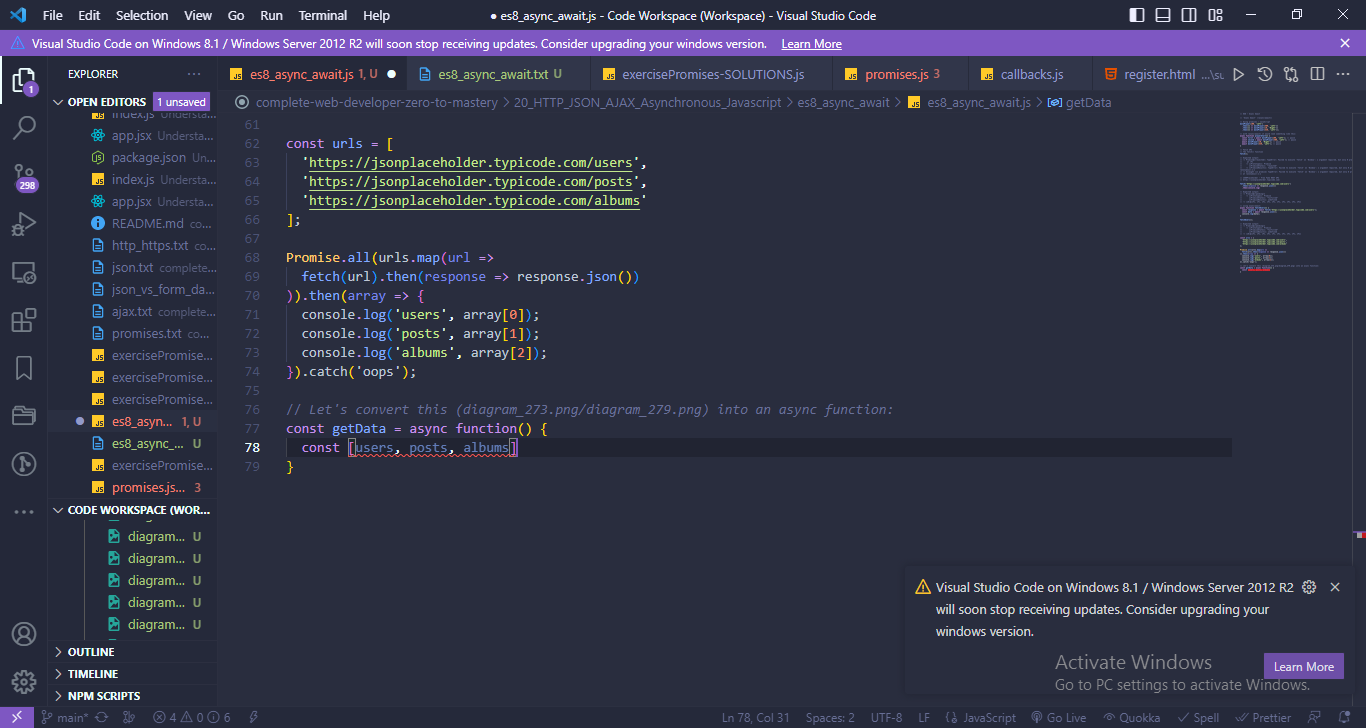 File Edit Selection View Go Run Terminal Help
● es8_async_await.js - Code Workspace (Workspace) - Visual Studio Code
Visual Studio Code on Windows 8.1 / Windows Server 2012 R2 will soon stop receiving updates. Consider upgrading your windows version. Learn More
EXPLORER
es8_async_await.js 1, U
es8_async_await.txt U
exercisePromises-SOLUTIONS.js
promises.js 3
callbacks.js
register.html ...\su
complete-web-developer-zero-to-mastery > 20_HTTP_JSON_AJAX_Asynchronous_Javascript > es8_async_await > es8_async_await.js > getData
1
298
OPEN EDITORS 1 unsaved
index.js Understa...
app.jsx Understa...
package.json Un...
index.js Understa...
app.jsx Understa...
README.md co...
http_https.txt co...
json.txt complete...
json_vs_form_da...
ajax.txt complete...
promises.txt co...
exercisePromise...
exercisePromise...
exercisePromise...
es8_asyn... 1, U
es8_async_... U
exercisePromise...
promises.js... 3
CODE WORKSPACE (WOR...
diagram... U
diagram... U
diagram... U
diagram... U
diagram... U
OUTLINE
TIMELINE
NPM SCRIPTS
61
62 const urls = [
63 'https://jsonplaceholder.typicode.com/users',
64 'https://jsonplaceholder.typicode.com/posts',
65 'https://jsonplaceholder.typicode.com/albums'
66 ];
67
68 Promise.all(urls.map(url =>
69 fetch(url).then(response => response.json())
70 )).then(array => {
71 console.log('users', array[0]);
72 console.log('posts', array[1]);
73 console.log('albums', array[2]);
74 }).catch('oops');
75
76 // Let's convert this (diagram_273.png/diagram_279.png) into an async function:
77 const getData = async function() {
78 const [users, posts, albums]
79 }
Visual Studio Code on Windows 8.1 / Windows Server 2012 R2
will soon stop receiving updates. Consider upgrading your
windows version.
Learn More
Activate Windows
Go to PC settings to activate Windows.
main* 4 0 6
Ln 78, Col 31 Spaces: 2 UTF-8 LF JavaScript Go Live Quokka Spell Prettier